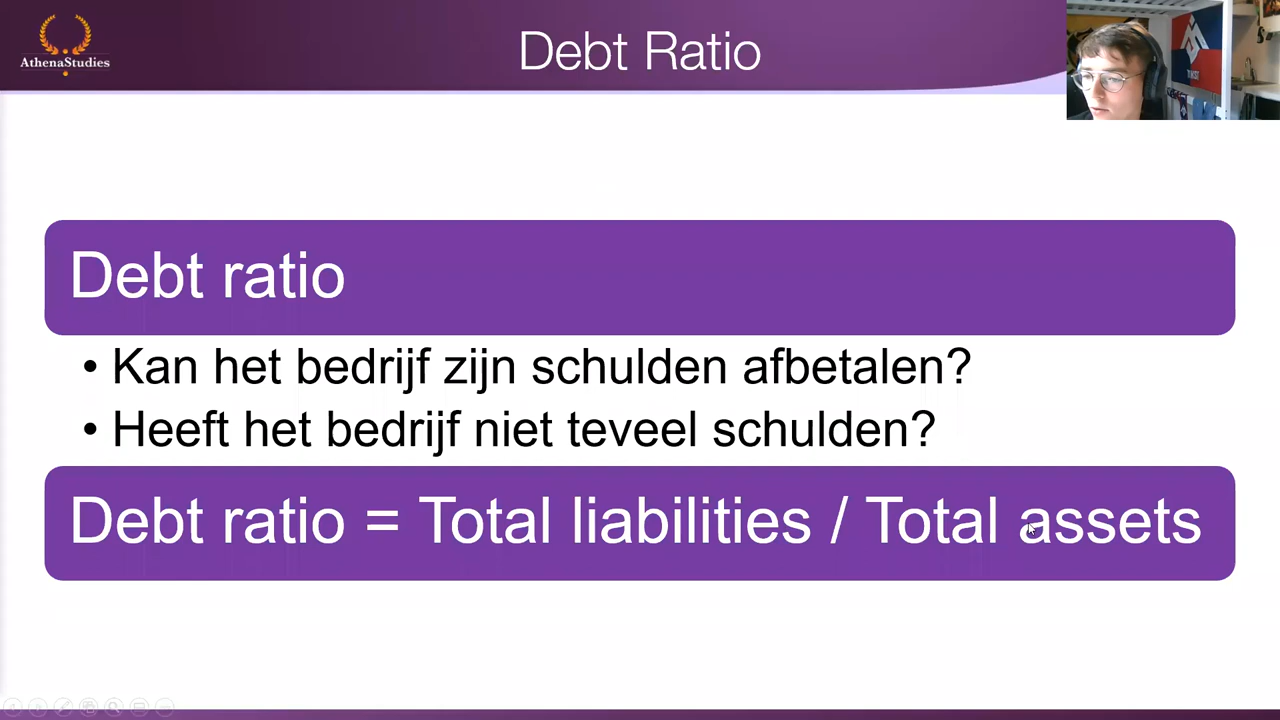 AthenaStudies
Debt Ratio
Debt ratio
• Kan het bedrijf zijn schulden afbetalen?
• Heeft het bedrijf niet teveel schulden?
Debt ratio = Total liabilities / Total assets